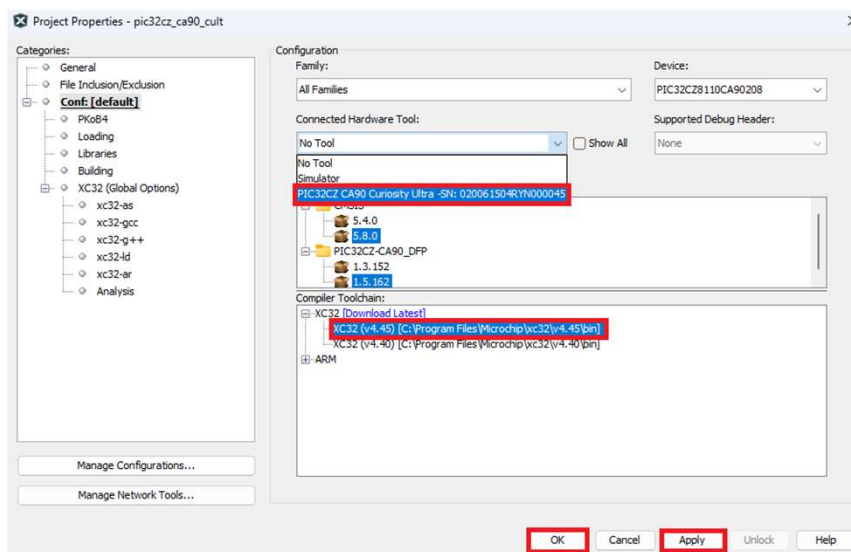 Project Properties - pic32cz_ca90_cult
Categories:
General
File Inclusion/Exclusion
Conf: [default]
PKoB4
Loading
Libraries
Building
XC32 (Global Options)
xc32-as
xc32-gcc
xc32-g++
xc32-ld
xc32-ar
Analysis
Manage Configurations...
Manage Network Tools...
Configuration
Family:
All Families
Device:
PIC32CZ8110CA90208
Connected Hardware Tool:
No Tool
Show All
Supported Debug Header:
None
No Tool
Simulator
PIC32CZ CA90 Curiosity Ultra -SN: 020061504RYN000045
CMSIS
5.4.0
5.8.0
PIC32CZ-CA90_DFP
1.3.152
1.5.162
Compiler Toolchain:
XC32 [Download Latest]
XC32 (v4.45) [C:\Program Files\Microchip\xc32\v4.45\bin]
XC32 (v4.40) [C:\Program Files\Microchip\xc32\v4.40\bin]
ARM
OK
Cancel
Apply
Unlock
Help